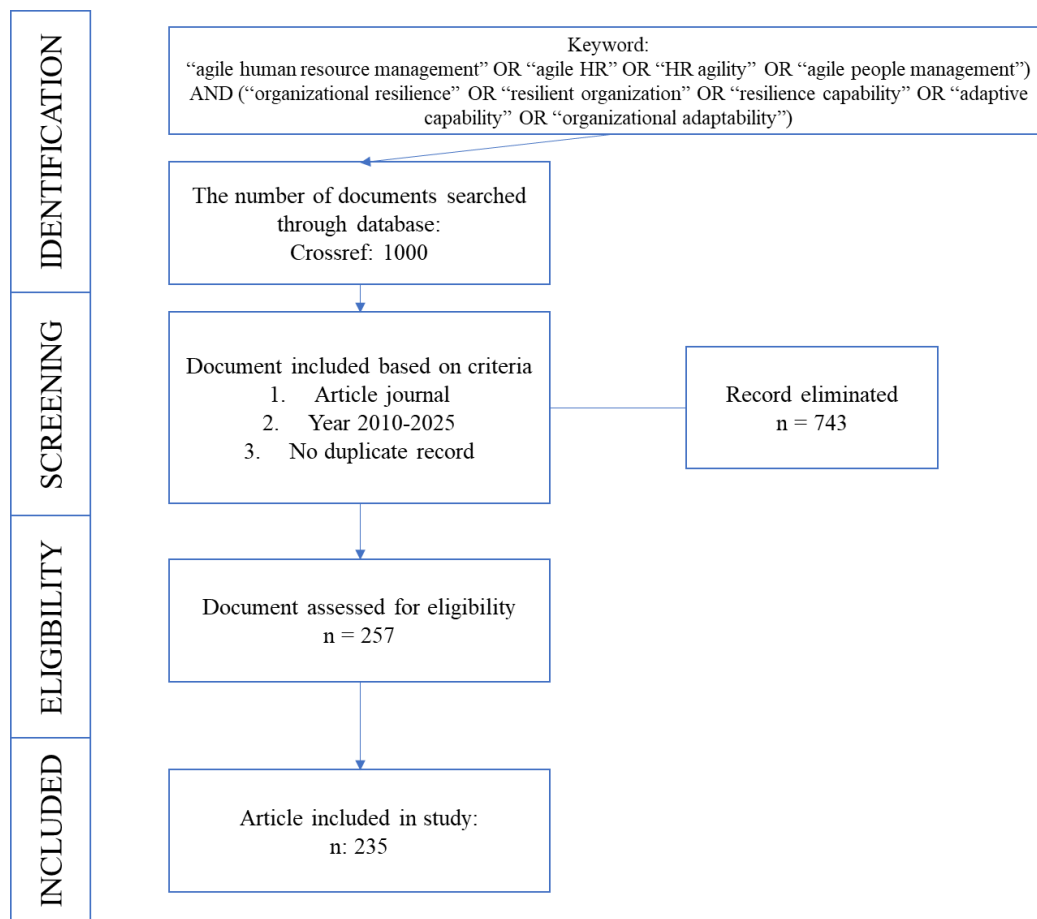 IDENTIFICATION
Keyword:
“agile human resource management” OR “agile HR” OR “HR agility” OR “agile people management”)
AND (“organizational resilience” OR “resilient organization” OR “resilience capability” OR “adaptive
capability” OR “organizational adaptability”)
The number of documents searched
through database:
Crossref: 1000
SCREENING
Document included based on criteria
1. Article journal
2. Year 2010-2025
3. No duplicate record
Record eliminated
n = 743
ELIGIBILITY
Document assessed for eligibility
n = 257
INCLUDED
Article included in study:
n: 235